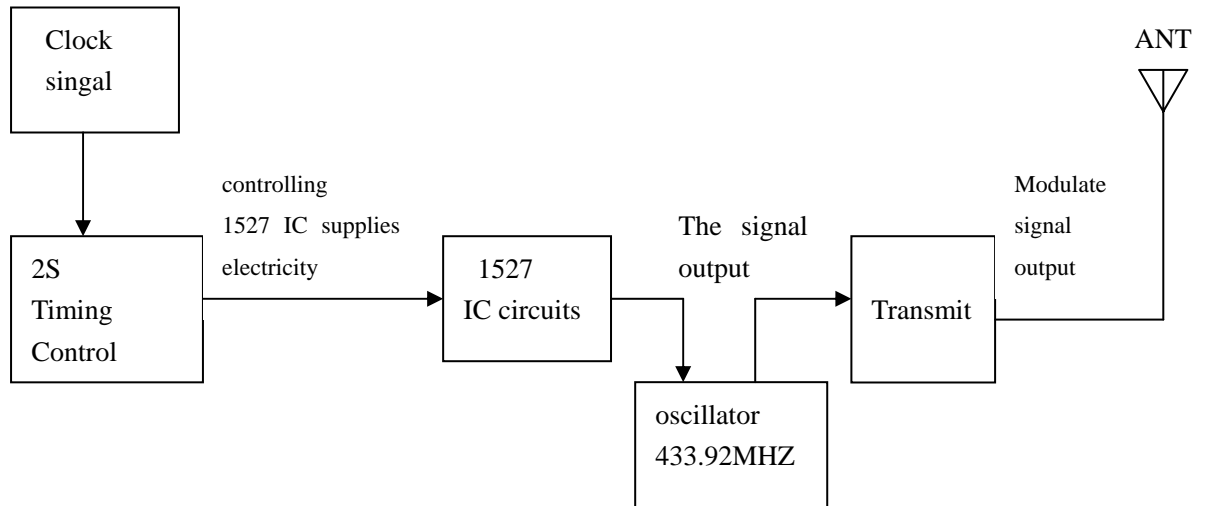 Clock
singal
ANT
controlling
1527 IC supplies
electricity
2S
Timing
Control
1527
IC circuits
The signal
output
oscillator
433.92MHZ
Transmit
Modulate
signal
output